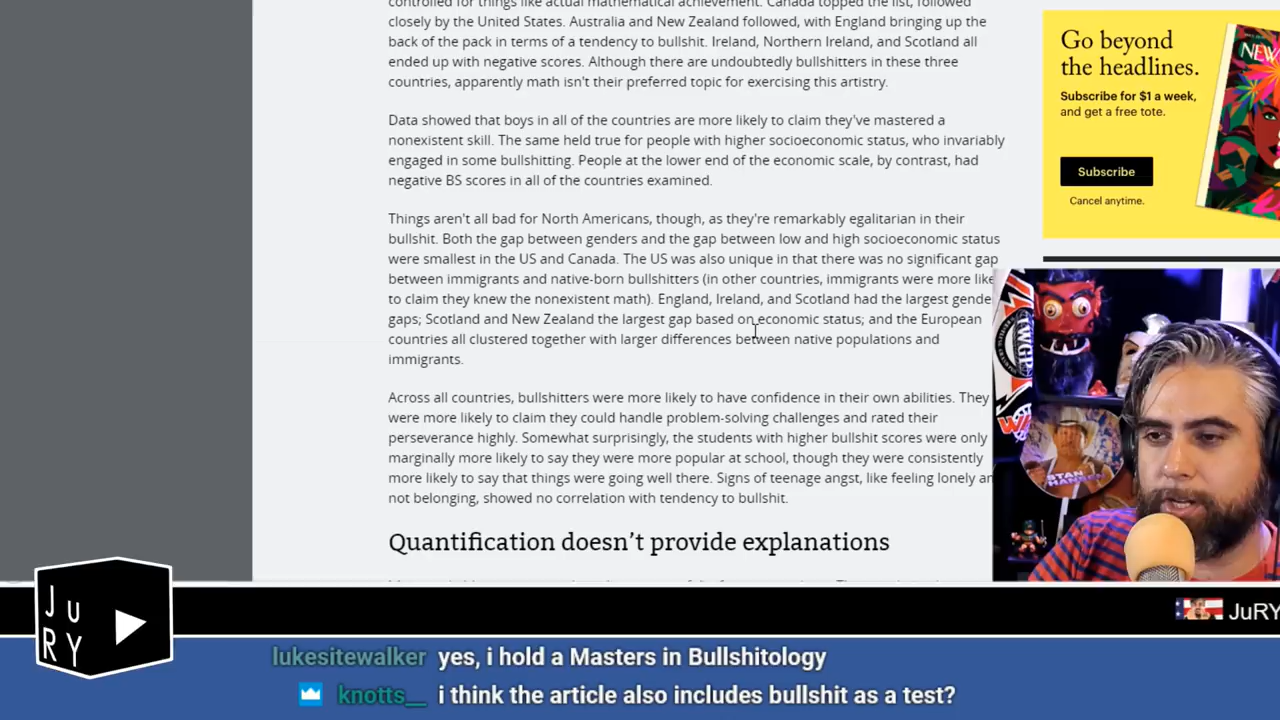 controlled for things like actual mathematical achievement. Canada topped the list, followed
closely by the United States. Australia and New Zealand followed, with England bringing up the
back of the pack in terms of a tendency to bullshit. Ireland, Northern Ireland, and Scotland all
ended up with negative scores. Although there are undoubtedly bullshitters in these three
countries, apparently math isn't their preferred topic for exercising this artistry.
Data showed that boys in all of the countries are more likely to claim they've mastered a
nonexistent skill. The same held true for people with higher socioeconomic status, who invariably
engaged in some bullshitting. People at the lower end of the economic scale, by contrast, had
negative BS scores in all of the countries examined.
Things aren't all bad for North Americans, though, as they're remarkably egalitarian in their
bullshit. Both the gap between genders and the gap between low and high socioeconomic status
were smallest in the US and Canada. The US was also unique in that there was no significant gap
between immigrants and native-born bullshitters (in other countries, immigrants were more like
to claim they knew the nonexistent math). England, Ireland, and Scotland had the largest gende
gaps; Scotland and New Zealand the largest gap based on economic status; and the European
countries all clustered together with larger differences between native populations and
immigrants.
Across all countries, bullshitters were more likely to have confidence in their own abilities. They
were more likely to claim they could handle problem-solving challenges and rated their
perseverance highly. Somewhat surprisingly, the students with higher bullshit scores were only
marginally more likely to say they were more popular at school, though they were consistently
more likely to say that things were going well there. Signs of teenage angst, like feeling lonely an
not belonging, showed no correlation with tendency to bullshit.
Quantification doesn't provide explanations
Go beyond
the headlines.
Subscribe for $1 a week,
and get a free tote.
Subscribe
Cancel anytime.
NEW
STAN
HANSEN
JuRY
JuRY
lukesitewalker yes, i hold a Masters in Bullshitology
knotts__ i think the article also includes bullshit as a test?